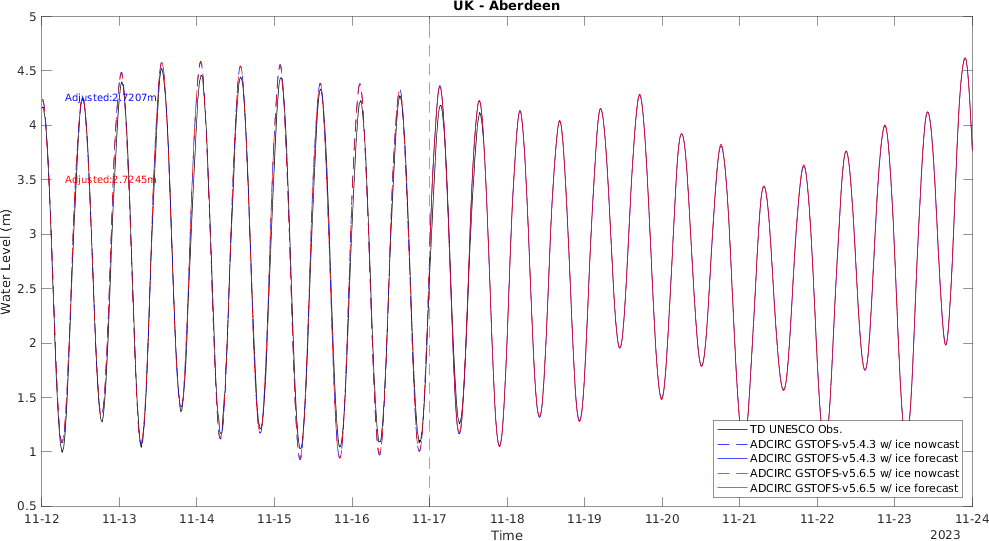 UK - Aberdeen
5
4.5
4
3.5
3
2.5
2
1.5
1
0.5
Water Level (m)
Adjusted:2.7207m
Adjusted:2.7245m
TD UNESCO Obs.
ADCIRC GSTOFS-v5.4.3 w/ ice nowcast
ADCIRC GSTOFS-v5.4.3 w/ ice forecast
ADCIRC GSTOFS-v5.6.5 w/ ice nowcast
ADCIRC GSTOFS-v5.6.5 w/ ice forecast
11-12 11-13 11-14 11-15 11-16 11-17 11-18 11-19 11-20 11-21 11-22 11-23 11-24
Time
2023